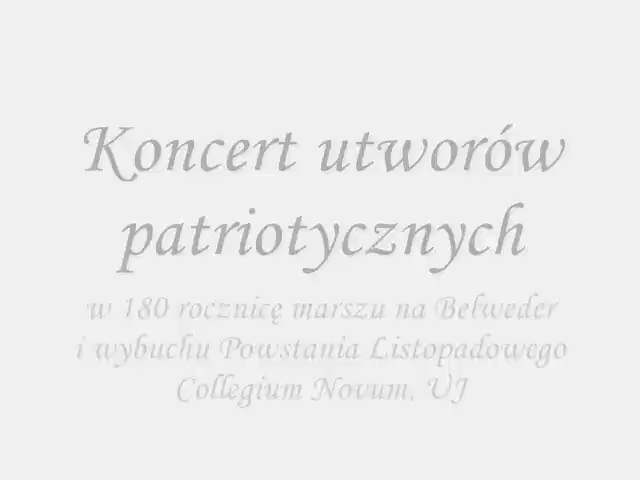 Koncert utworów
patriotycznych
w 180 rocznicę marszu na Belweder
i wybuchu Powstania Listopadowego
Collegium Novum, UJ